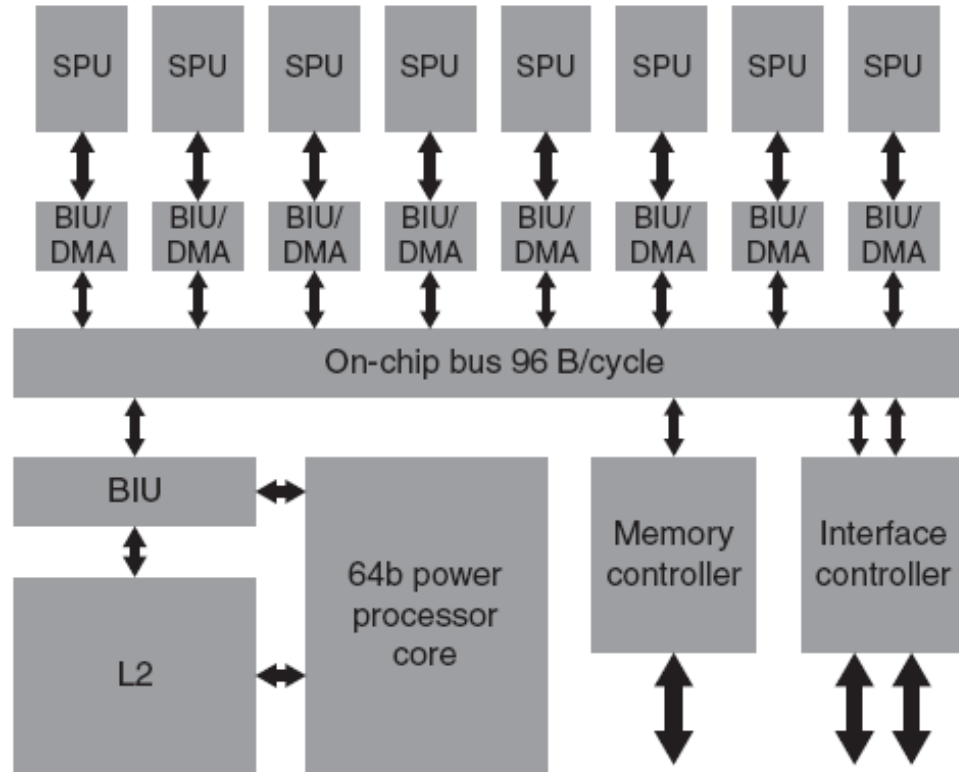 SPU
SPU
SPU
SPU
SPU
SPU
SPU
SPU
BIU/
DMA
BIU/
DMA
BIU/
DMA
BIU/
DMA
BIU/
DMA
BIU/
DMA
BIU/
DMA
BIU/
DMA
On-chip bus 96 B/cycle
BIU
L2
64b power
processor
core
Memory
controller
Interface
controller